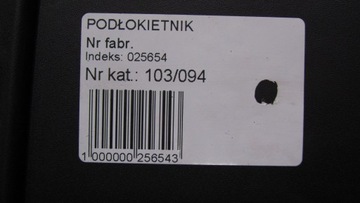 PODŁOKIETNIK
Nr fabr.
Indeks: 025654
Nr kat.: 103/094
1 000000 256543